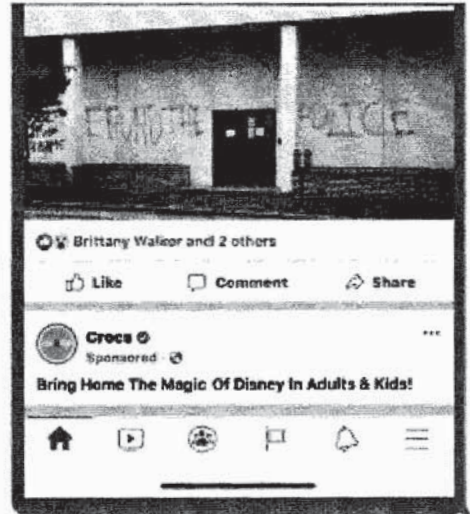 POLICE
Brittany Walker and 2 others
Like Comment Share
Crocs
Sponsored
Bring Home The Magic Of Disney In Adults & Kids!